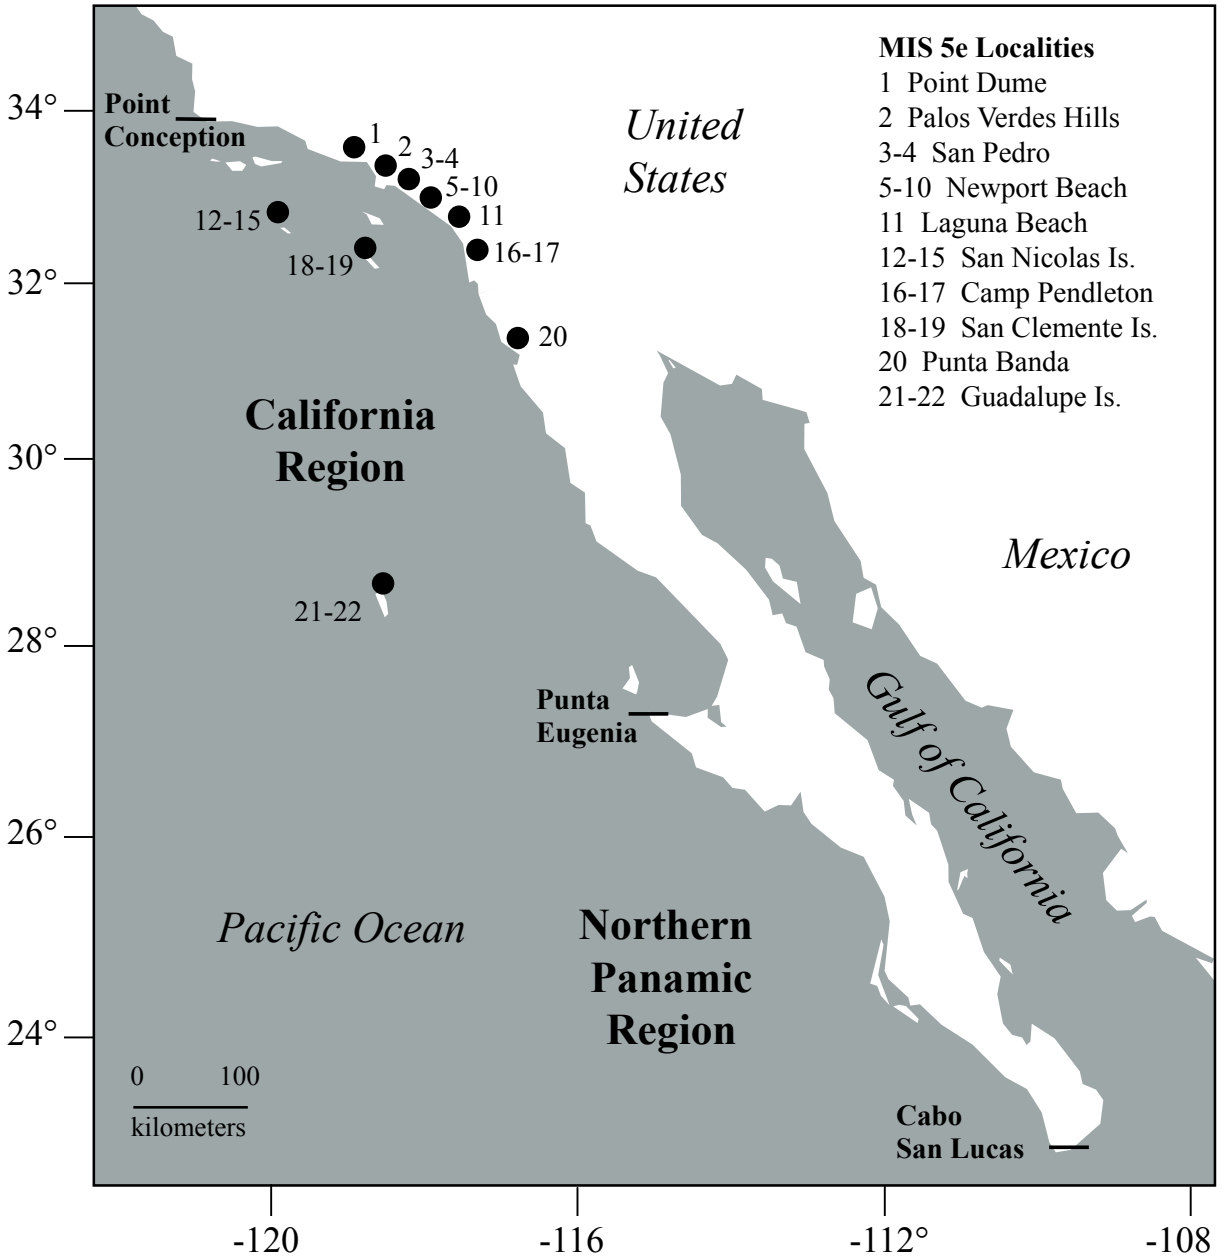 MIS 5e Localities
1 Point Dume
2 Palos Verdes Hills
3-4 San Pedro
5-10 Newport Beach
11 Laguna Beach
12-15 San Nicolas Is.
16-17 Camp Pendleton
18-19 San Clemente Is.
20 Punta Banda
21-22 Guadalupe Is.
34°
32°
30°
28°
26°
24°
Point
Conception
1
2
3-4
5-10
11
12-15
16-17
18-19
20
21-22
United
States
California
Region
Mexico
Punta
Eugenia
Gulf of California
Pacific Ocean
Northern
Panamic
Region
0 100
kilometers
Cabo
San Lucas
-120
-116
-112°
-108